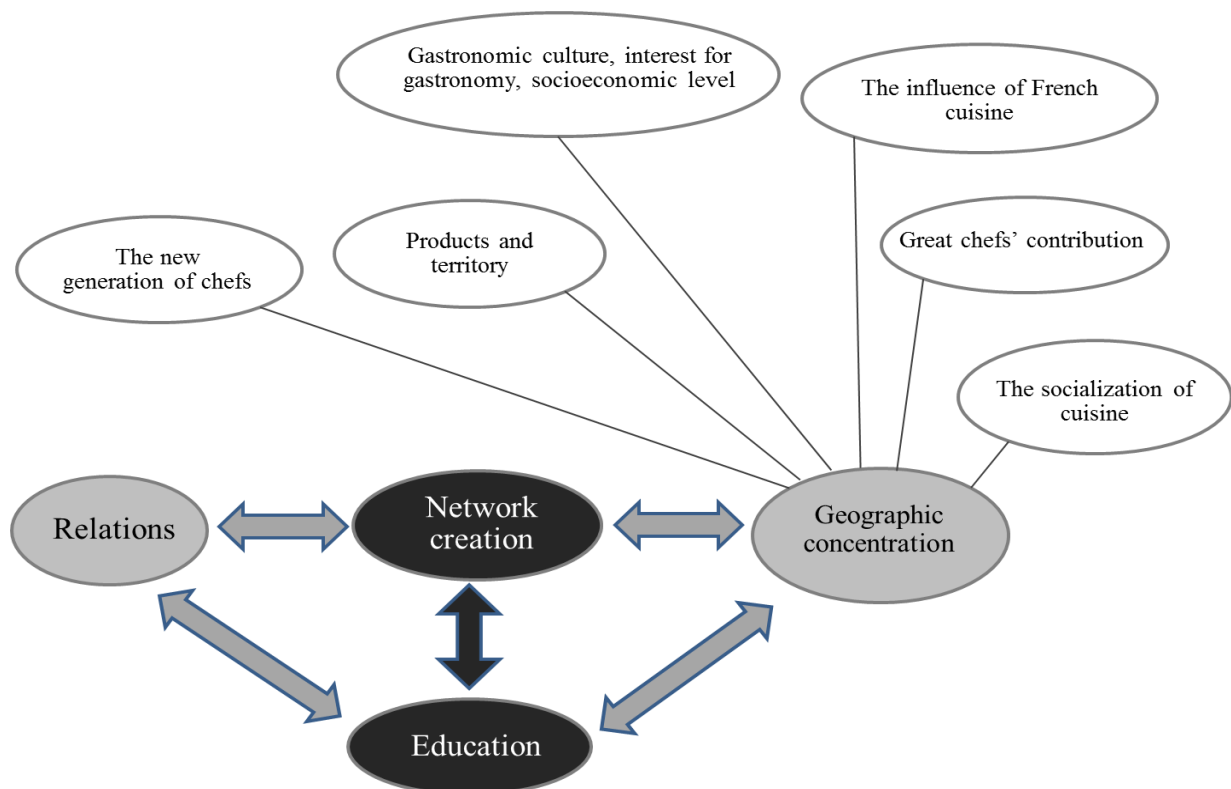 Gastronomic culture, interest for
gastronomy, socioeconomic level
The influence of French
cuisine
Great chefs’ contribution
Products and
territory
The new
generation of chefs
The socialization of
cuisine
Relations
Network
creation
Geographic
concentration
Education